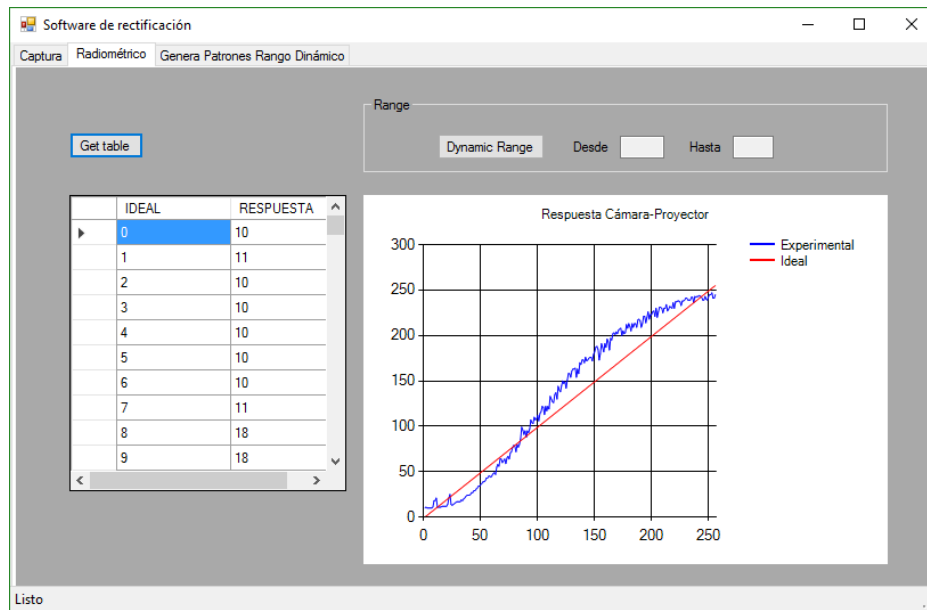 Software de rectificación
Captura Radiométrico Genera Patrones Rango Dinámico
Range
Get table
Dynamic Range Desde Hasta
IDEAL RESPUESTA
0 10
1 11
2 10
3 10
4 10
5 10
6 10
7 11
8 18
9 18
Respuesta Cámara-Proyector
Experimental
Ideal
300
250
200
150
100
50
0
0 50 100 150 200 250
Listo